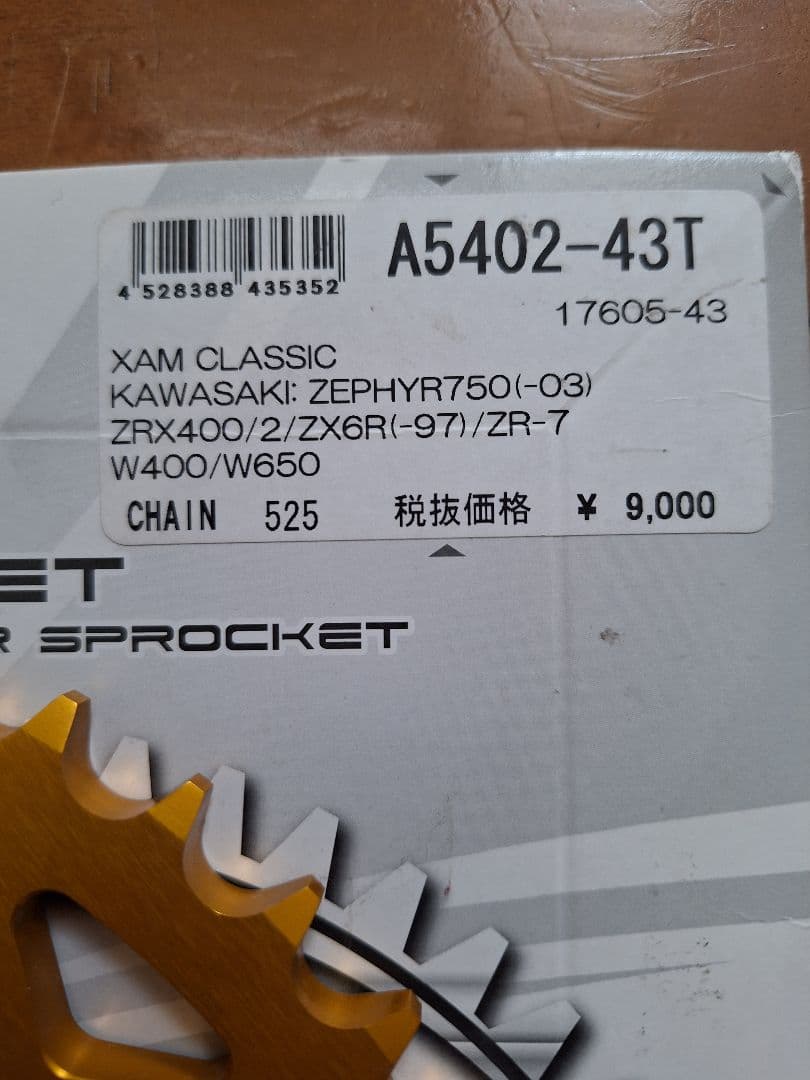 A5402-43T
4 528388 435352
17605-43
XAM CLASSIC
KAWASAKI: ZEPHYR750(-03)
ZRX400/2/ZX6R(-97)/ZR-7
W400/W650
CHAIN 525 税抜価格 ¥ 9,000
ET
R SPROCKET